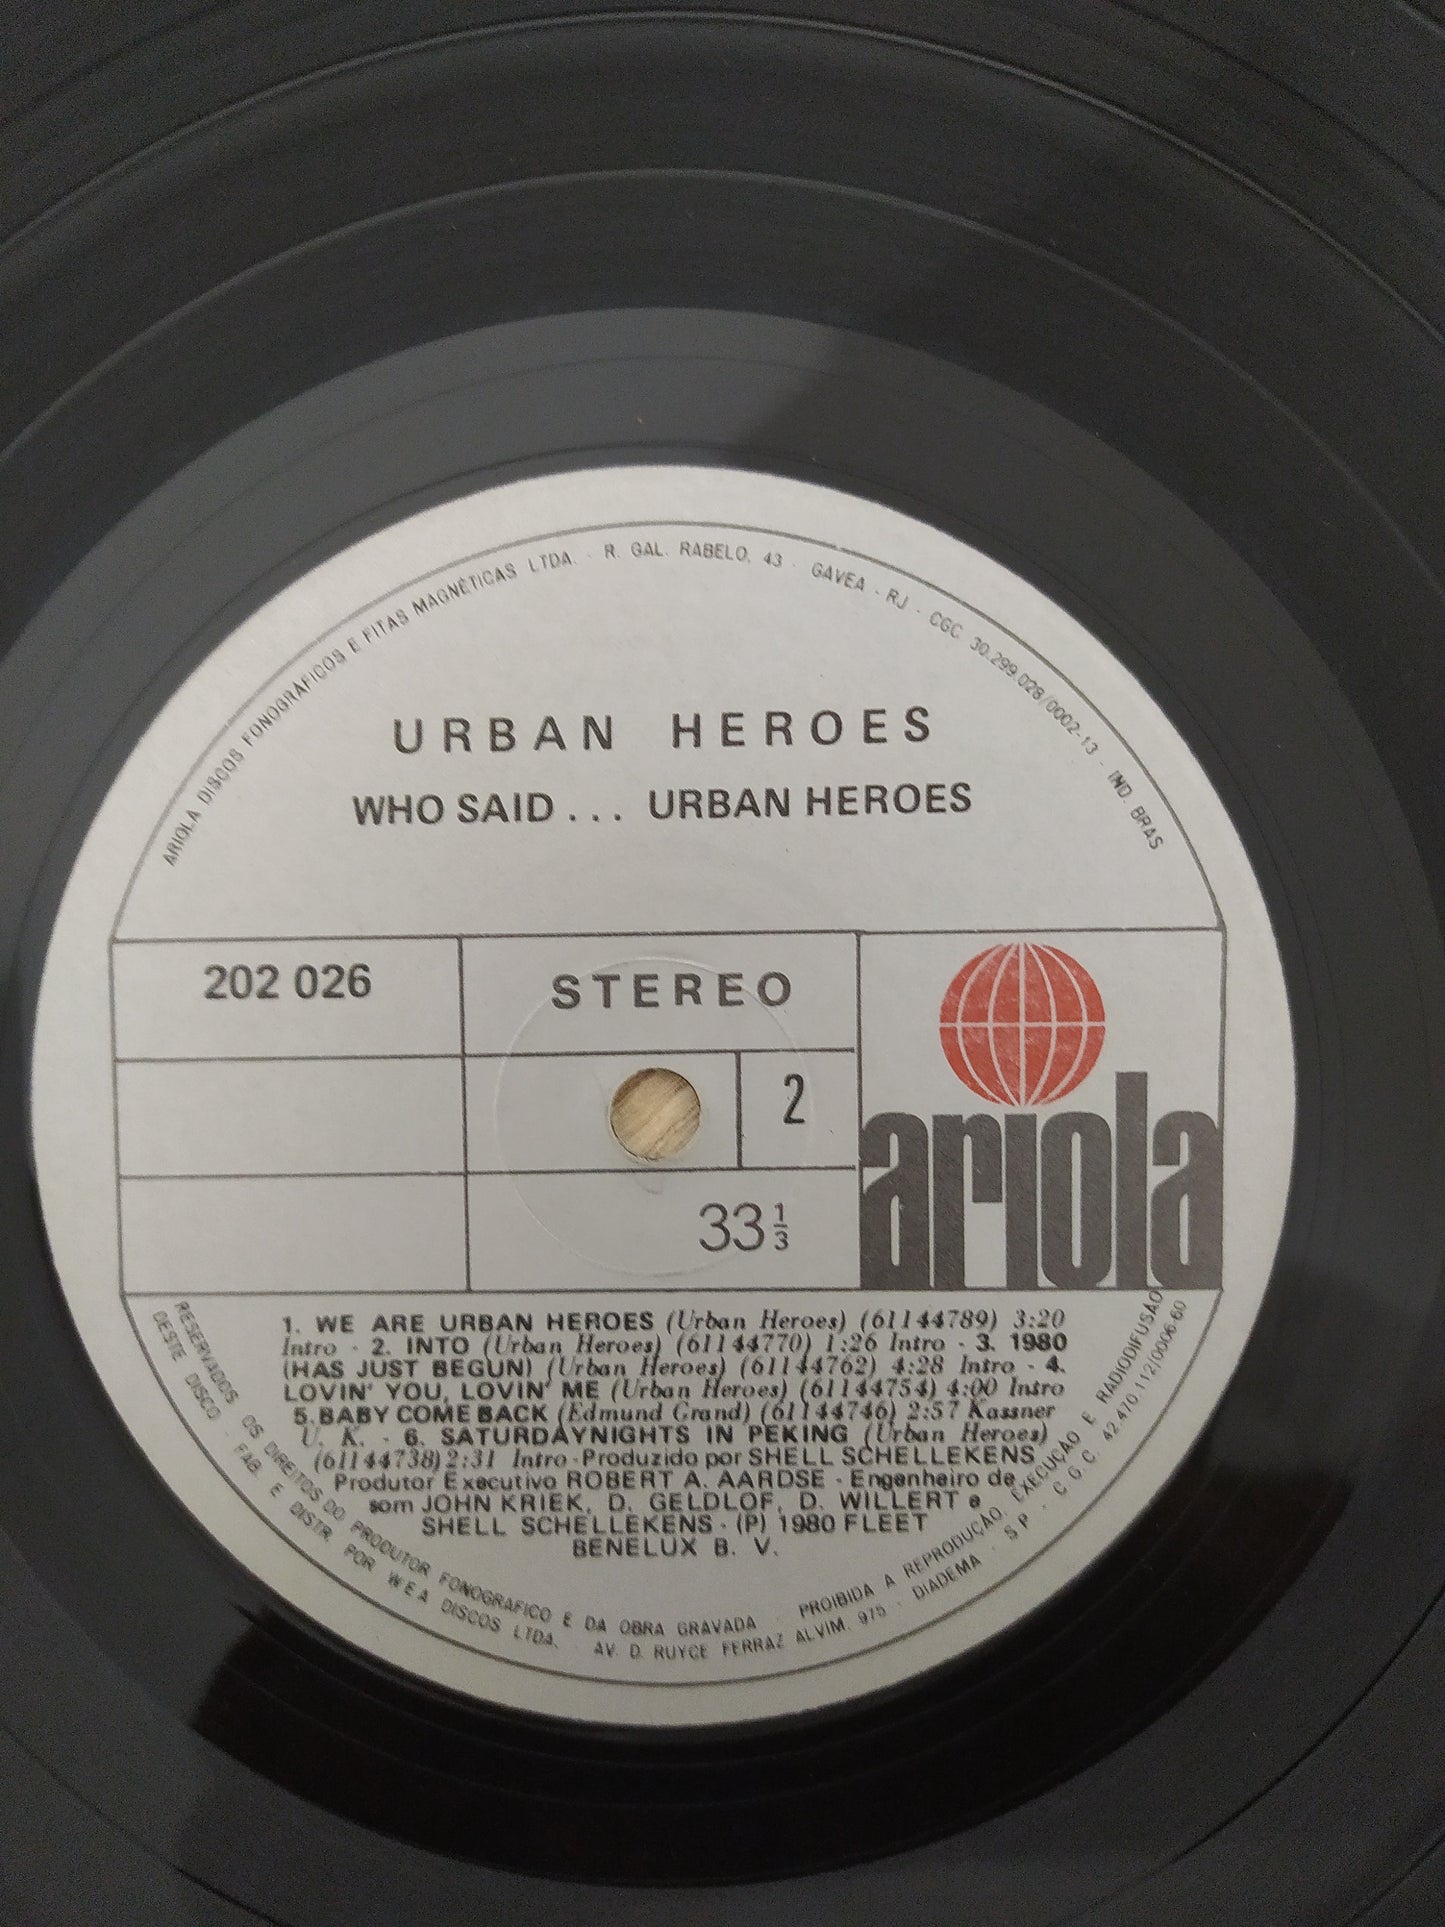 ARIOLA DISCOS FONOGRÁFICOS E FITAS MAGNÉTICAS LTDA. · R. GAL. RABELO, 43 · GAVEA · RJ · CGC 30.299.028/0002-13 · IND. BRAS
URBAN HEROES
WHO SAID... URBAN HEROES
202 026
STEREO
2
33 1/3
ariola
1. WE ARE URBAN HEROES (Urban Heroes) (61144789) 3:20
Intro - 2. INTO (Urban Heroes) (61144770) 1:26 Intro - 3. 1980
(HAS JUST BEGUN) (Urban Heroes) (61144762) 4:28 Intro - 4.
LOVIN' YOU, LOVIN' ME (Urban Heroes) (61144754) 4:00 Intro
5. BABY COME BACK (Edmund Grand) (61144746) 2:57 Kassner
U. K. - 6. SATURDAYNIGHTS IN PEKING (Urban Heroes)
(61144738) 2:31 Intro - Produzido por SHELL SCHELLEKENS
Produtor Executivo ROBERT A. AARDSE - Engenheiro de
som JOHN KRIEK, D. GELDLOF, D. WILLERT e
SHELL SCHELLEKENS - (P) 1980 FLEET
BENELUX B. V.
RESERVADOS OS DIREITOS DO PRODUTOR FONOGRAFICO E DA OBRA GRAVADA · PROIBIDA A REPRODUÇÃO, EXECUÇÃO E RADIODIFUSÃO
DESTE DISCO · FAB. E DISTR. POR WEA DISCOS LTDA. · AV. D. RUYCE FERRAZ ALVIM, 975 · DIADEMA · SP · C.G.C. 42.470.112/0006-60